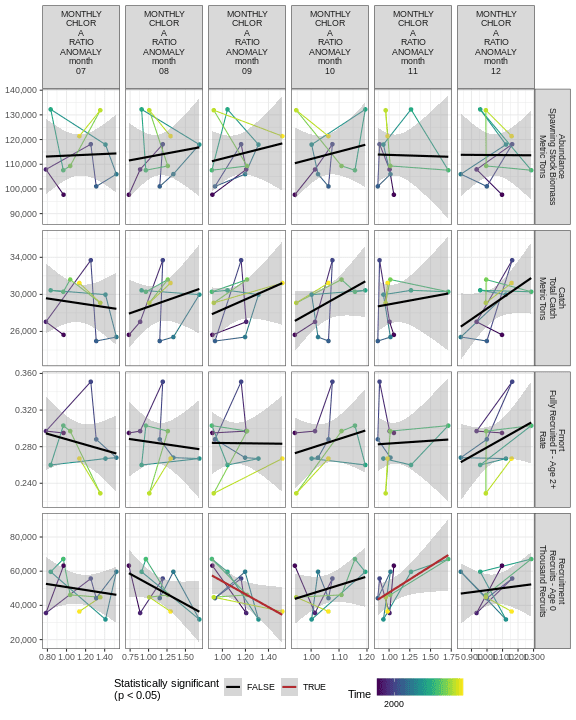 MONTHLY MONTHLY MONTHLY MONTHLY MONTHLY MONTHLY
CHLOR CHLOR CHLOR CHLOR CHLOR CHLOR
A A A A A A
RATIO RATIO RATIO RATIO RATIO RATIO
ANOMALY ANOMALY ANOMALY ANOMALY ANOMALY ANOMALY
month month month month month month
07 08 09 10 11 12
140,000
130,000
120,000
110,000
100,000
90,000
Abundance
Spawning Stock Biomass
Metric Tons
34,000
30,000
26,000
Catch
Total Catch
Metric Tons
0.360
0.320
0.280
0.240
Fmort
Fully Recruited F - Age 2+
Rate
80,000
60,000
40,000
20,000
Recruitment
Recruits - Age 0
Thousand Recruits
0.80 1.00 1.20 1.40
0.75 1.00 1.25 1.50
1.00 1.20 1.40
1.00 1.10 1.20
1.00 1.25 1.50 1.75
0.900 1.000 1.100 1.200 1.300
Statistically significant
(p < 0.05)
FALSE TRUE
Time
2000